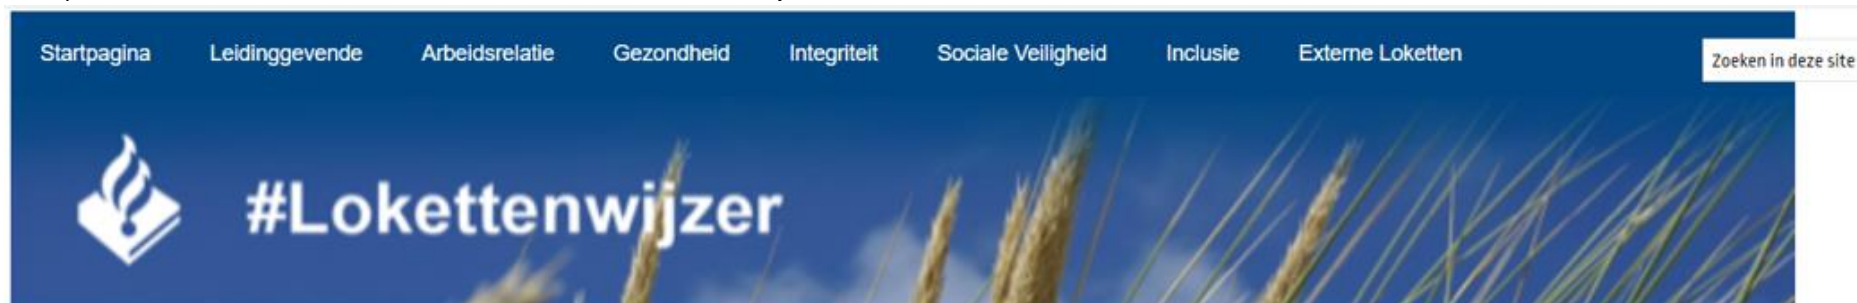 Startpagina Leidinggevende Arbeidsrelatie Gezondheid Integriteit Sociale Veiligheid Inclusie Externe Loketten Zoeken in deze site
#Lokettenwijzer